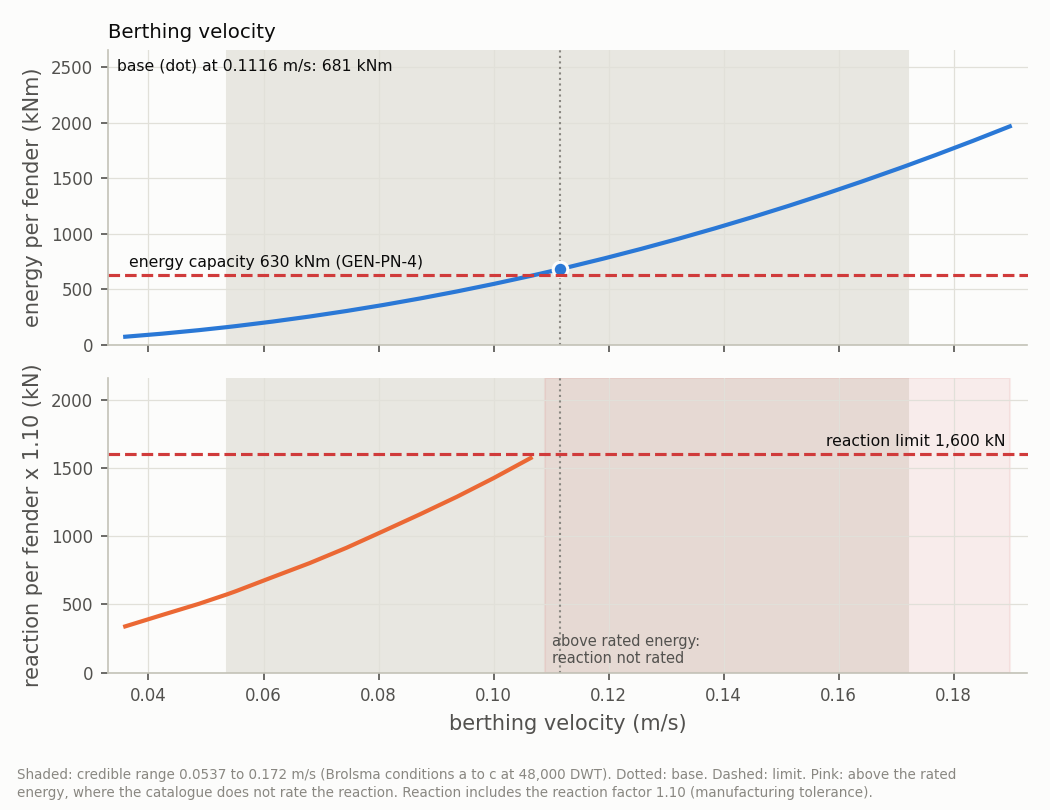 Berthing velocity
energy per fender (kNm)
2500
2000
1500
1000
500
0
base (dot) at 0.1116 m/s: 681 kNm
energy capacity 630 kNm (GEN-PN-4)
reaction per fender x 1.10 (kN)
2000
1500
1000
500
0
reaction limit 1,600 kN
above rated energy:
reaction not rated
0.04 0.06 0.08 0.10 0.12 0.14 0.16 0.18
berthing velocity (m/s)
Shaded: credible range 0.0537 to 0.172 m/s (Brolsma conditions a to c at 48,000 DWT). Dotted: base. Dashed: limit. Pink: above the rated
energy, where the catalogue does not rate the reaction. Reaction includes the reaction factor 1.10 (manufacturing tolerance).